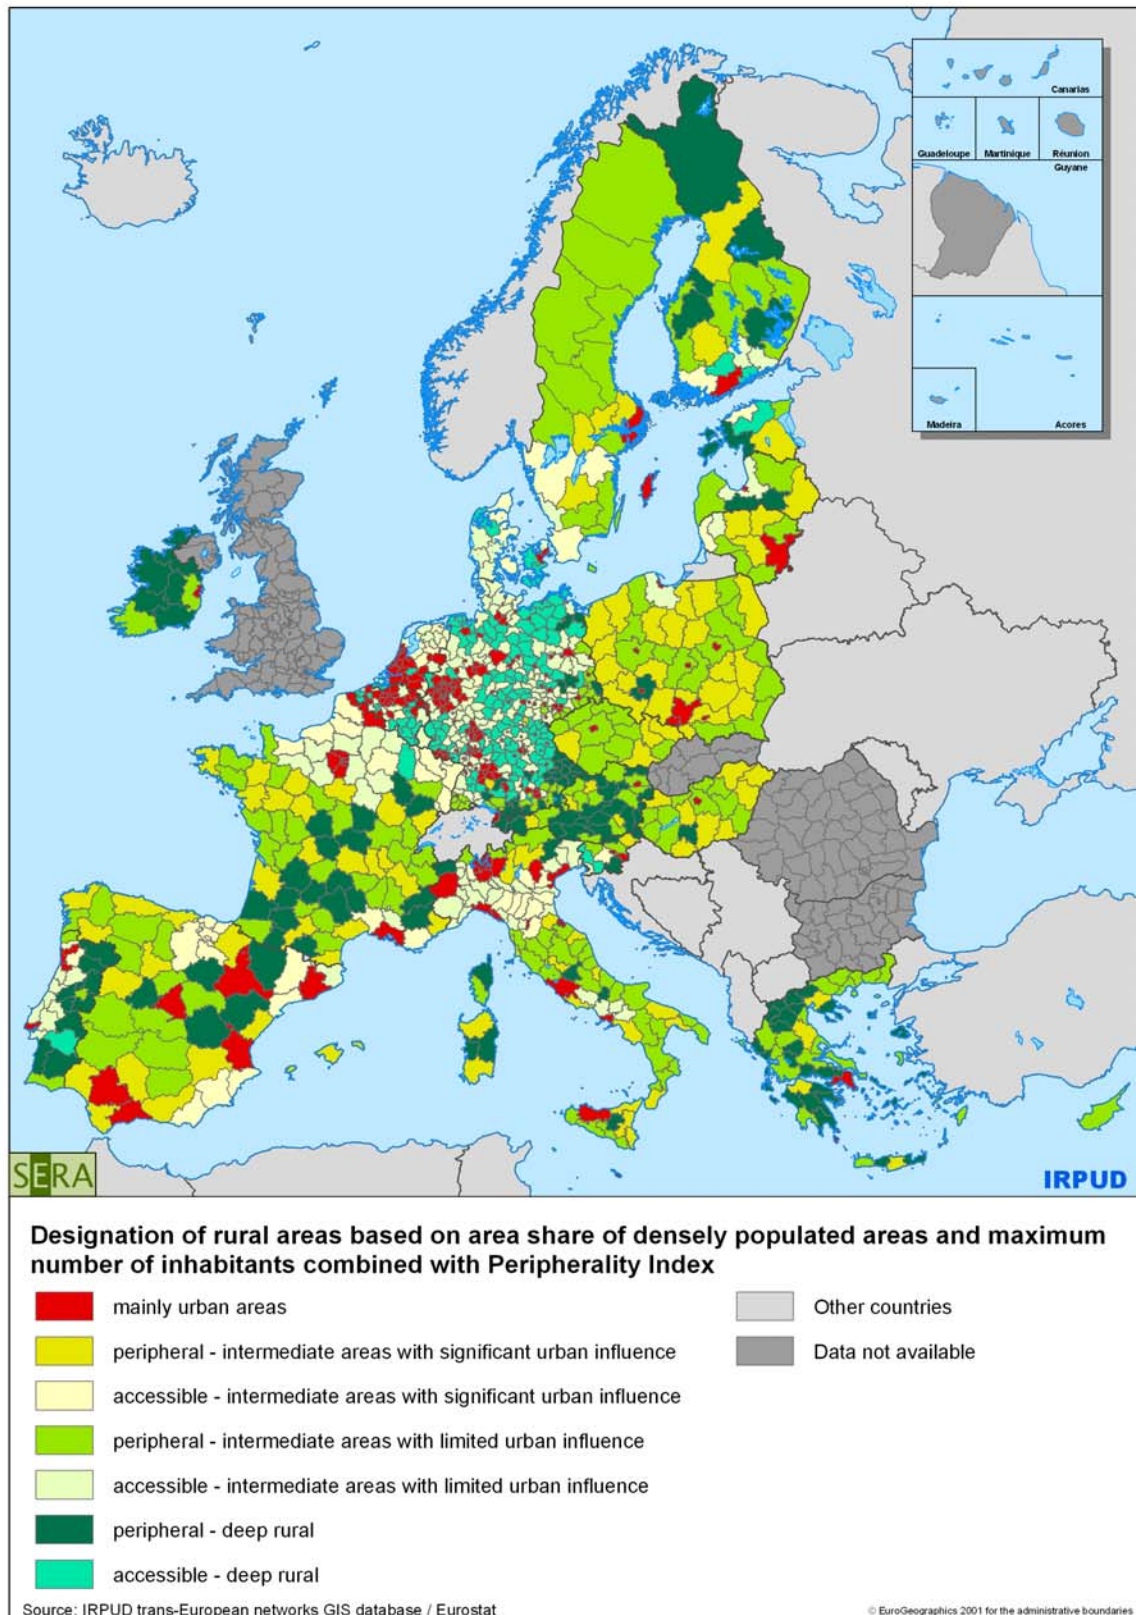 Canarias
Guadeloupe
Martinique
Réunion
Guyane
Madeira
Acores
SERA
IRPUD
Designation of rural areas based on area share of densely populated areas and maximum
number of inhabitants combined with Peripherality Index
mainly urban areas
peripheral - intermediate areas with significant urban influence
accessible - intermediate areas with significant urban influence
peripheral - intermediate areas with limited urban influence
accessible - intermediate areas with limited urban influence
peripheral - deep rural
accessible - deep rural
Other countries
Data not available
Source: IRPUD trans-European networks GIS database / Eurostat
© EuroGeographics 2001 for the administrative boundaries